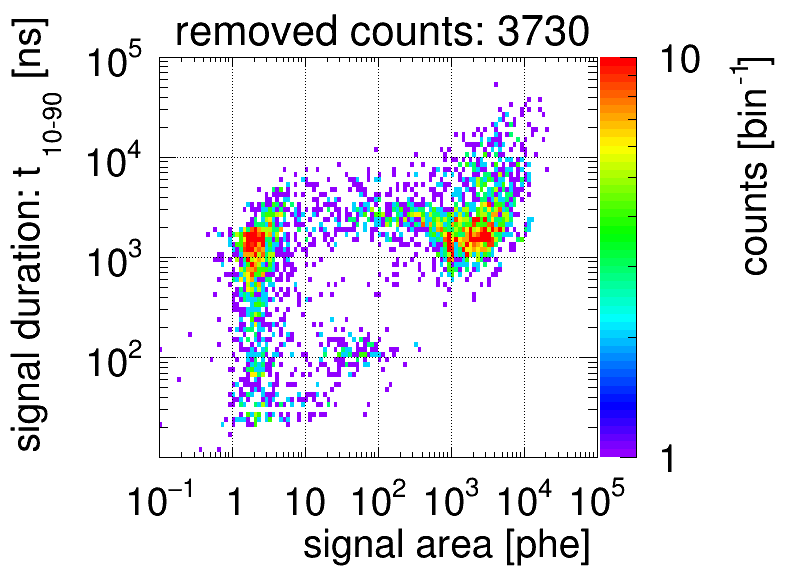 removed counts: 3730
signal duration: t 10-90 [ns]
10^5
10^4
10^3
10^2
10^−1 1 10 10^2 10^3 10^4 10^5
signal area [phe]
10
1
counts [bin^-1]